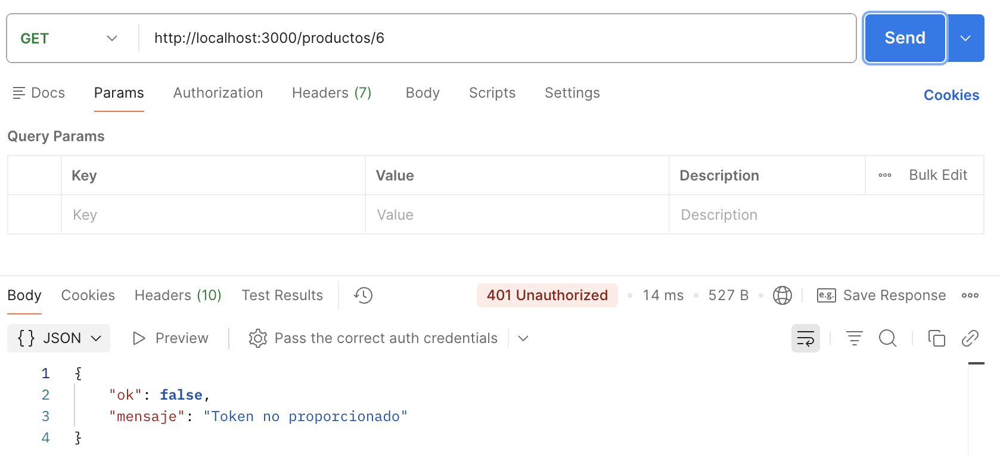 GET http://localhost:3000/productos/6 Send
Docs Params Authorization Headers (7) Body Scripts Settings Cookies
Query Params
Key Value Description Bulk Edit
Key Value Description
Body Cookies Headers (10) Test Results 401 Unauthorized 14 ms 527 B e.g. Save Response
{} JSON Preview Pass the correct auth credentials
1 {
2 "ok": false,
3 "mensaje": "Token no proporcionado"
4 }